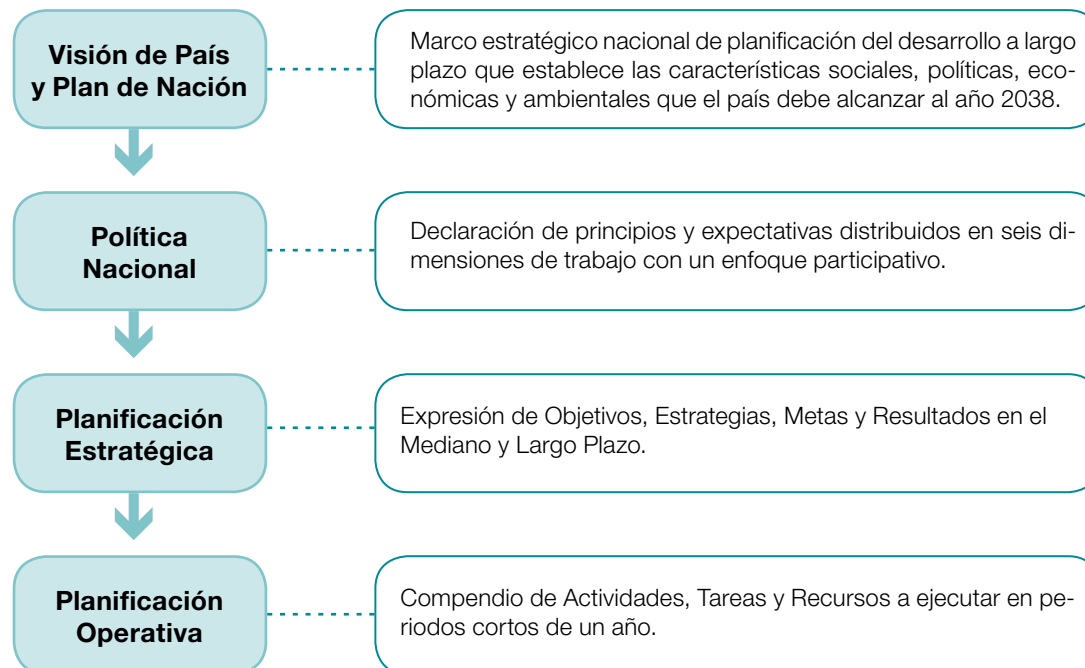 Visión de País
y Plan de Nación
Marco estratégico nacional de planificación del desarrollo a largo
plazo que establece las características sociales, políticas, eco-
nómicas y ambientales que el país debe alcanzar al año 2038.
Política
Nacional
Declaración de principios y expectativas distribuidos en seis di-
mensiones de trabajo con un enfoque participativo.
Planificación
Estratégica
Expresión de Objetivos, Estrategias, Metas y Resultados en el
Mediano y Largo Plazo.
Planificación
Operativa
Compendio de Actividades, Tareas y Recursos a ejecutar en pe-
riodos cortos de un año.